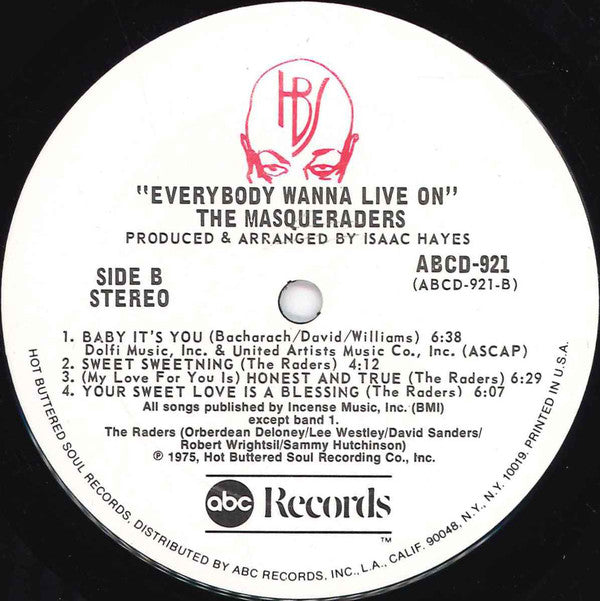 HBS
"EVERYBODY WANNA LIVE ON"
THE MASQUERADERS
PRODUCED & ARRANGED BY ISAAC HAYES
SIDE B
STEREO
ABCD-921
(ABCD-921-B)
1. BABY IT'S YOU (Bacharach/David/Williams) 6:38
Dolfi Music, Inc. & United Artists Music Co., Inc. (ASCAP)
2. SWEET SWEETNING (The Raders) 4:12
3. (My Love For You Is) HONEST AND TRUE (The Raders) 6:29
4. YOUR SWEET LOVE IS A BLESSING (The Raders) 6:07
All songs published by Incense Music, Inc. (BMI)
except band 1.
The Raders (Orberdean Deloney/Lee Westley/David Sanders/
Robert Wrightsil/Sammy Hutchinson)
℗ 1975, Hot Buttered Soul Recording Co., Inc.
abc Records
TM
HOT BUTTERED SOUL RECORDS, DISTRIBUTED BY ABC RECORDS, INC., L.A., CALIF. 90048, N.Y., N.Y. 10019. PRINTED IN U.S.A.